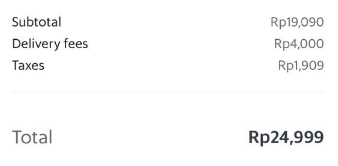 Subtotal Rp19,090
Delivery fees Rp4,000
Taxes Rp1,909
Total Rp24,999